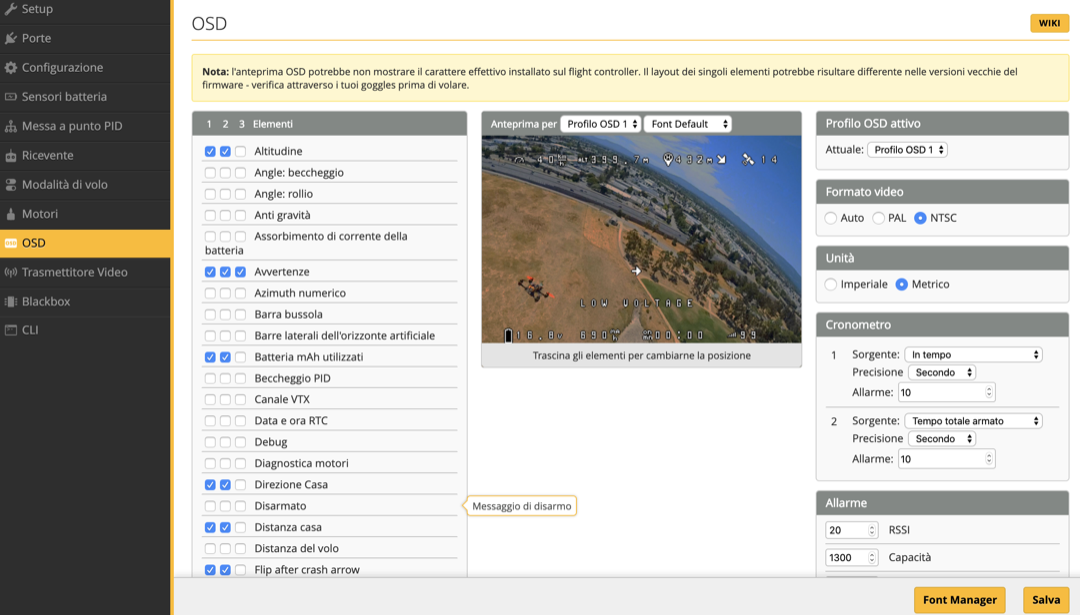 Setup
Porte
Configurazione
Sensori batteria
Messa a punto PID
Ricevente
Modalità di volo
Motori
OSD
Trasmettitore Video
Blackbox
CLI
OSD
WIKI
Nota: l'anteprima OSD potrebbe non mostrare il carattere effettivo installato sul flight controller. Il layout dei singoli elementi potrebbe risultare differente nelle versioni vecchie del
firmware - verifica attraverso i tuoi goggles prima di volare.
1 2 3 Elementi
Altitudine
Angle: beccheggio
Angle: rollio
Anti gravità
Assorbimento di corrente della
batteria
Avvertenze
Azimuth numerico
Barra bussola
Barre laterali dell'orizzonte artificiale
Batteria mAh utilizzati
Beccheggio PID
Canale VTX
Data e ora RTC
Debug
Diagnostica motori
Direzione Casa
Disarmato
Distanza casa
Distanza del volo
Flip after crash arrow
Messaggio di disarmo
Anteprima per Profilo OSD 1 Font Default
40 399.7m 432m 14
LOW VOLTAGE
16.8V 690 00:00 99
Trascina gli elementi per cambiarne la posizione
Profilo OSD attivo
Attuale: Profilo OSD 1
Formato video
Auto PAL NTSC
Unità
Imperiale Metrico
Cronometro
1 Sorgente: In tempo
Precisione Secondo
Allarme: 10
2 Sorgente: Tempo totale armato
Precisione Secondo
Allarme: 10
Allarme
20 RSSI
1300 Capacità
Font Manager
Salva